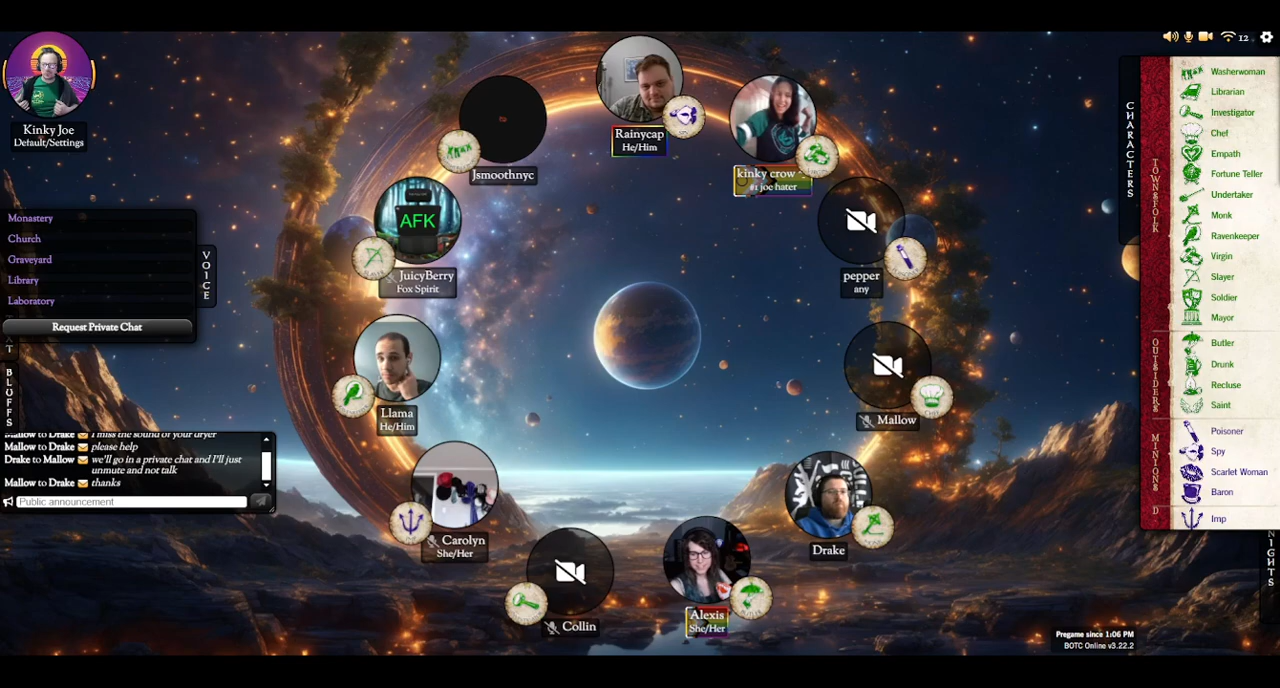 Kinky Joe
Default/Settings
Monastery
Church
Graveyard
Library
Laboratory
Request Private Chat
VOICE
T
BLUFFS
Mallow to Drake I miss the sound of your dryer
Mallow to Drake please help
Drake to Mallow we'll go in a private chat and I'll just
unmute and not talk
Mallow to Drake thanks
Public announcement
Rainycap
He/Him
kinky crow -
#1 joe hater
pepper
any
Mallow
Drake
Alexis
She/Her
Collin
Carolyn
She/Her
Llama
He/Him
AFK
JuicyBerry
Fox Spirit
Jsmoothnyc
12
CHARACTERS
TOWNSFOLK
Washerwoman
Librarian
Investigator
Chef
Empath
Fortune Teller
Undertaker
Monk
Ravenkeeper
Virgin
Slayer
Soldier
Mayor
OUTSIDERS
Butler
Drunk
Recluse
Saint
MINIONS
Poisoner
Spy
Scarlet Woman
Baron
D
Imp
NIGHTS
Pregame since 1:06 PM
BOTC Online v3.22.2